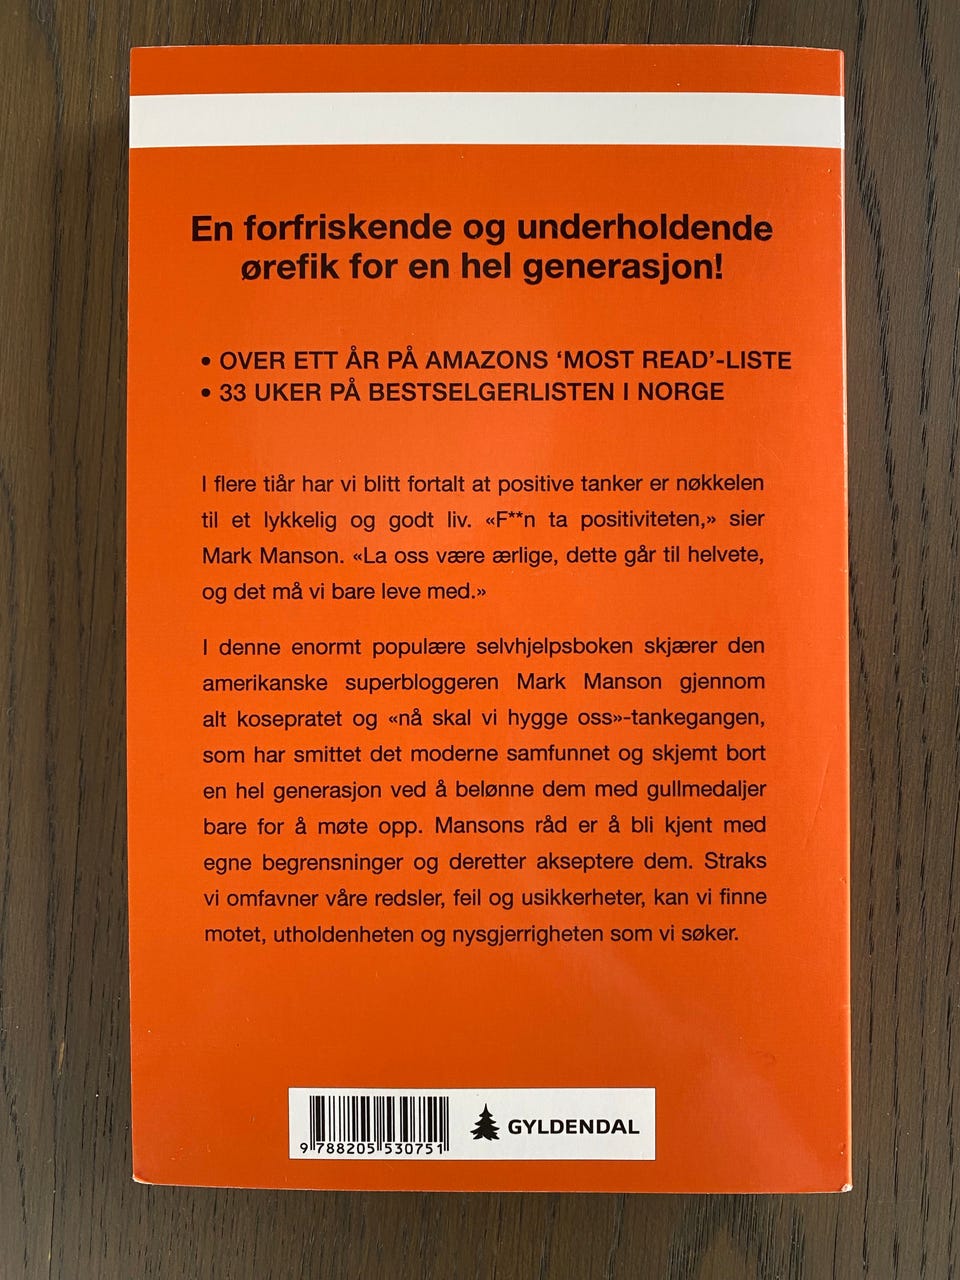 En forfriskende og underholdende
ørefik for en hel generasjon!
• OVER ETT ÅR PÅ AMAZONS ‘MOST READ’-LISTE
• 33 UKER PÅ BESTSELGERLISTEN I NORGE
I flere tiår har vi blitt fortalt at positive tanker er nøkkelen
til et lykkelig og godt liv. «F**n ta positiviteten,» sier
Mark Manson. «La oss være ærlige, dette går til helvete,
og det må vi bare leve med.»
I denne enormt populære selvhjelpsboken skjærer den
amerikanske superbloggeren Mark Manson gjennom
alt kosepratet og «nå skal vi hygge oss»-tankegangen,
som har smittet det moderne samfunnet og skjemt bort
en hel generasjon ved å belønne dem med gullmedaljer
bare for å møte opp. Mansons råd er å bli kjent med
egne begrensninger og deretter akseptere dem. Straks
vi omfavner våre redsler, feil og usikkerheter, kan vi finne
motet, utholdenheten og nysgjerrigheten som vi søker.
9 788205 530751
GYLDENDAL